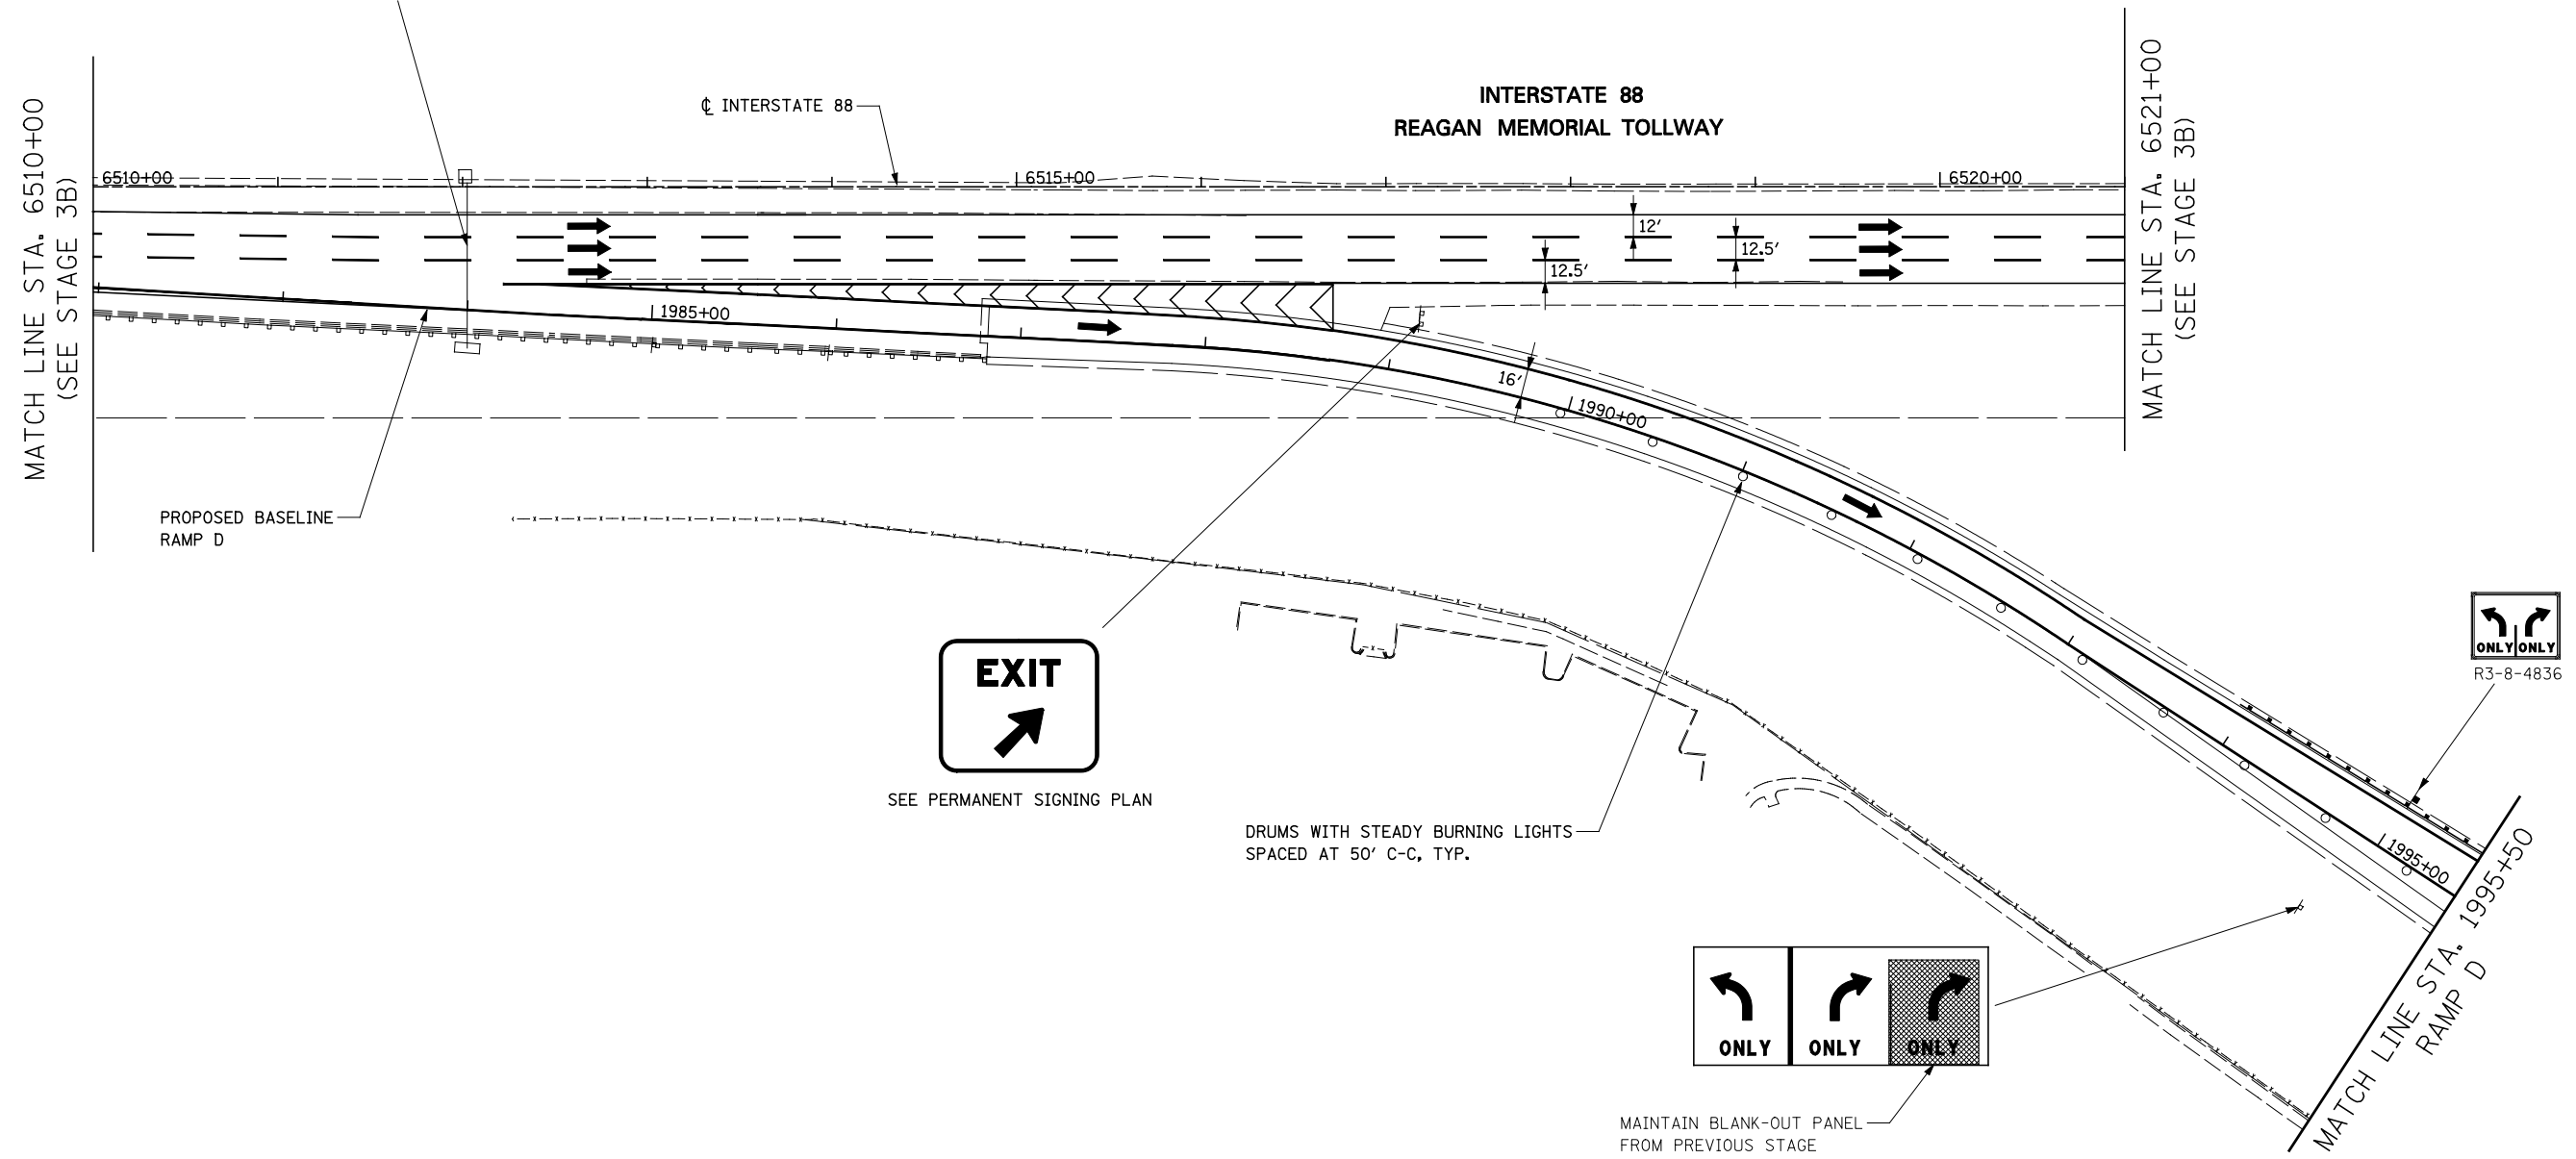 INTERSTATE 88
REAGAN MEMORIAL TOLLWAY
℄ INTERSTATE 88
MATCH LINE STA. 6510+00
(SEE STAGE 3B)
MATCH LINE STA. 6521+00
(SEE STAGE 3B)
6510+00
6515+00
6520+00
12'
12.5'
12.5'
1985+00
16'
1990+00
PROPOSED BASELINE
RAMP D
EXIT
SEE PERMANENT SIGNING PLAN
ONLY ONLY
R3-8-4836
DRUMS WITH STEADY BURNING LIGHTS
SPACED AT 50' C-C, TYP.
1995+00
MATCH LINE STA. 1995+50
RAMP D
ONLY ONLY ONLY
MAINTAIN BLANK-OUT PANEL
FROM PREVIOUS STAGE